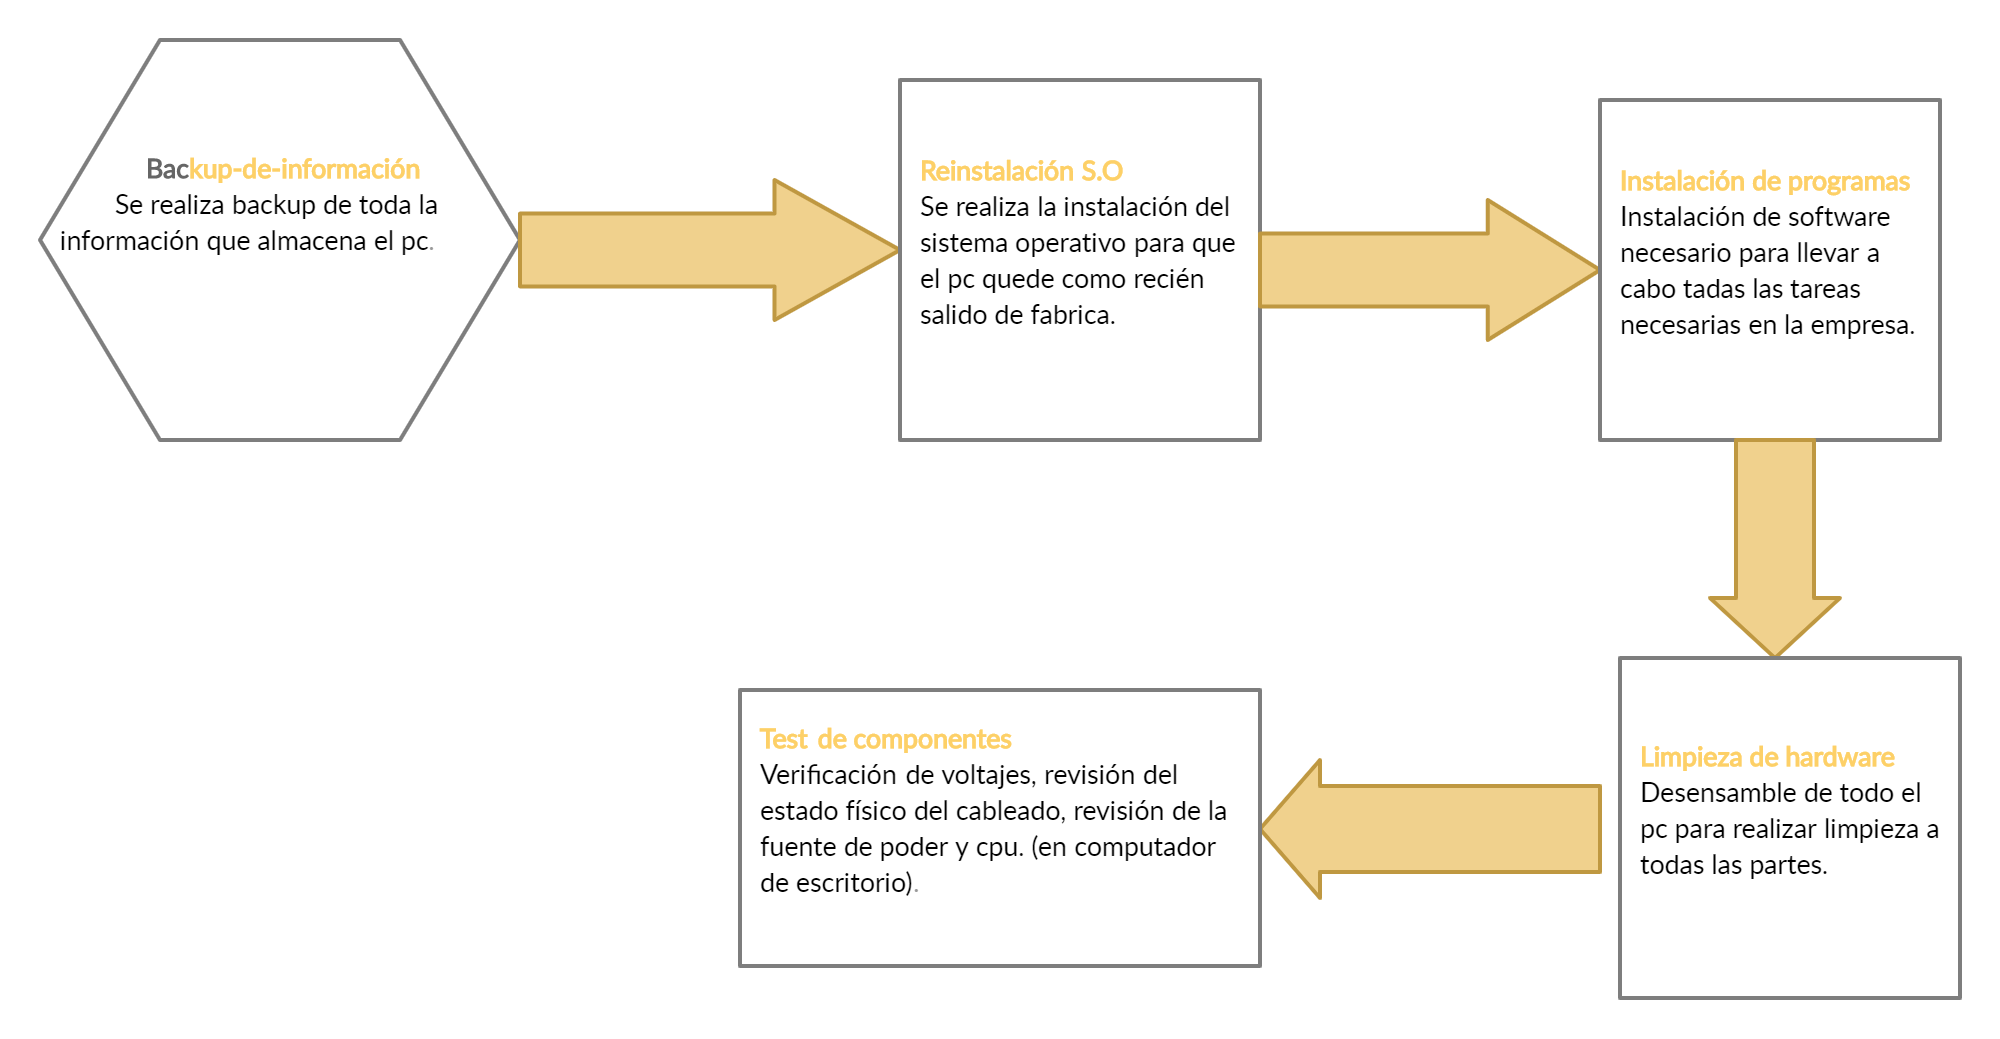 Backup-de-información
Se realiza backup de toda la
información que almacena el pc.
Reinstalación S.O
Se realiza la instalación del
sistema operativo para que
el pc quede como recién
salido de fabrica.
Instalación de programas
Instalación de software
necesario para llevar a
cabo tadas las tareas
necesarias en la empresa.
Limpieza de hardware
Desensamble de todo el
pc para realizar limpieza a
todas las partes.
Test de componentes
Verificación de voltajes, revisión del
estado físico del cableado, revisión de la
fuente de poder y cpu. (en computador
de escritorio).